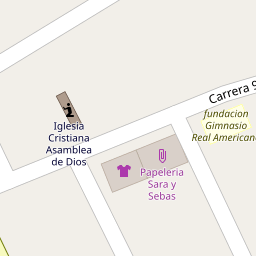 Carrera 9
fundacion
Gimnasio
Real American
Iglesia
Cristiana
Asamblea
de Dios
Papeleria
Sara y
Sebas